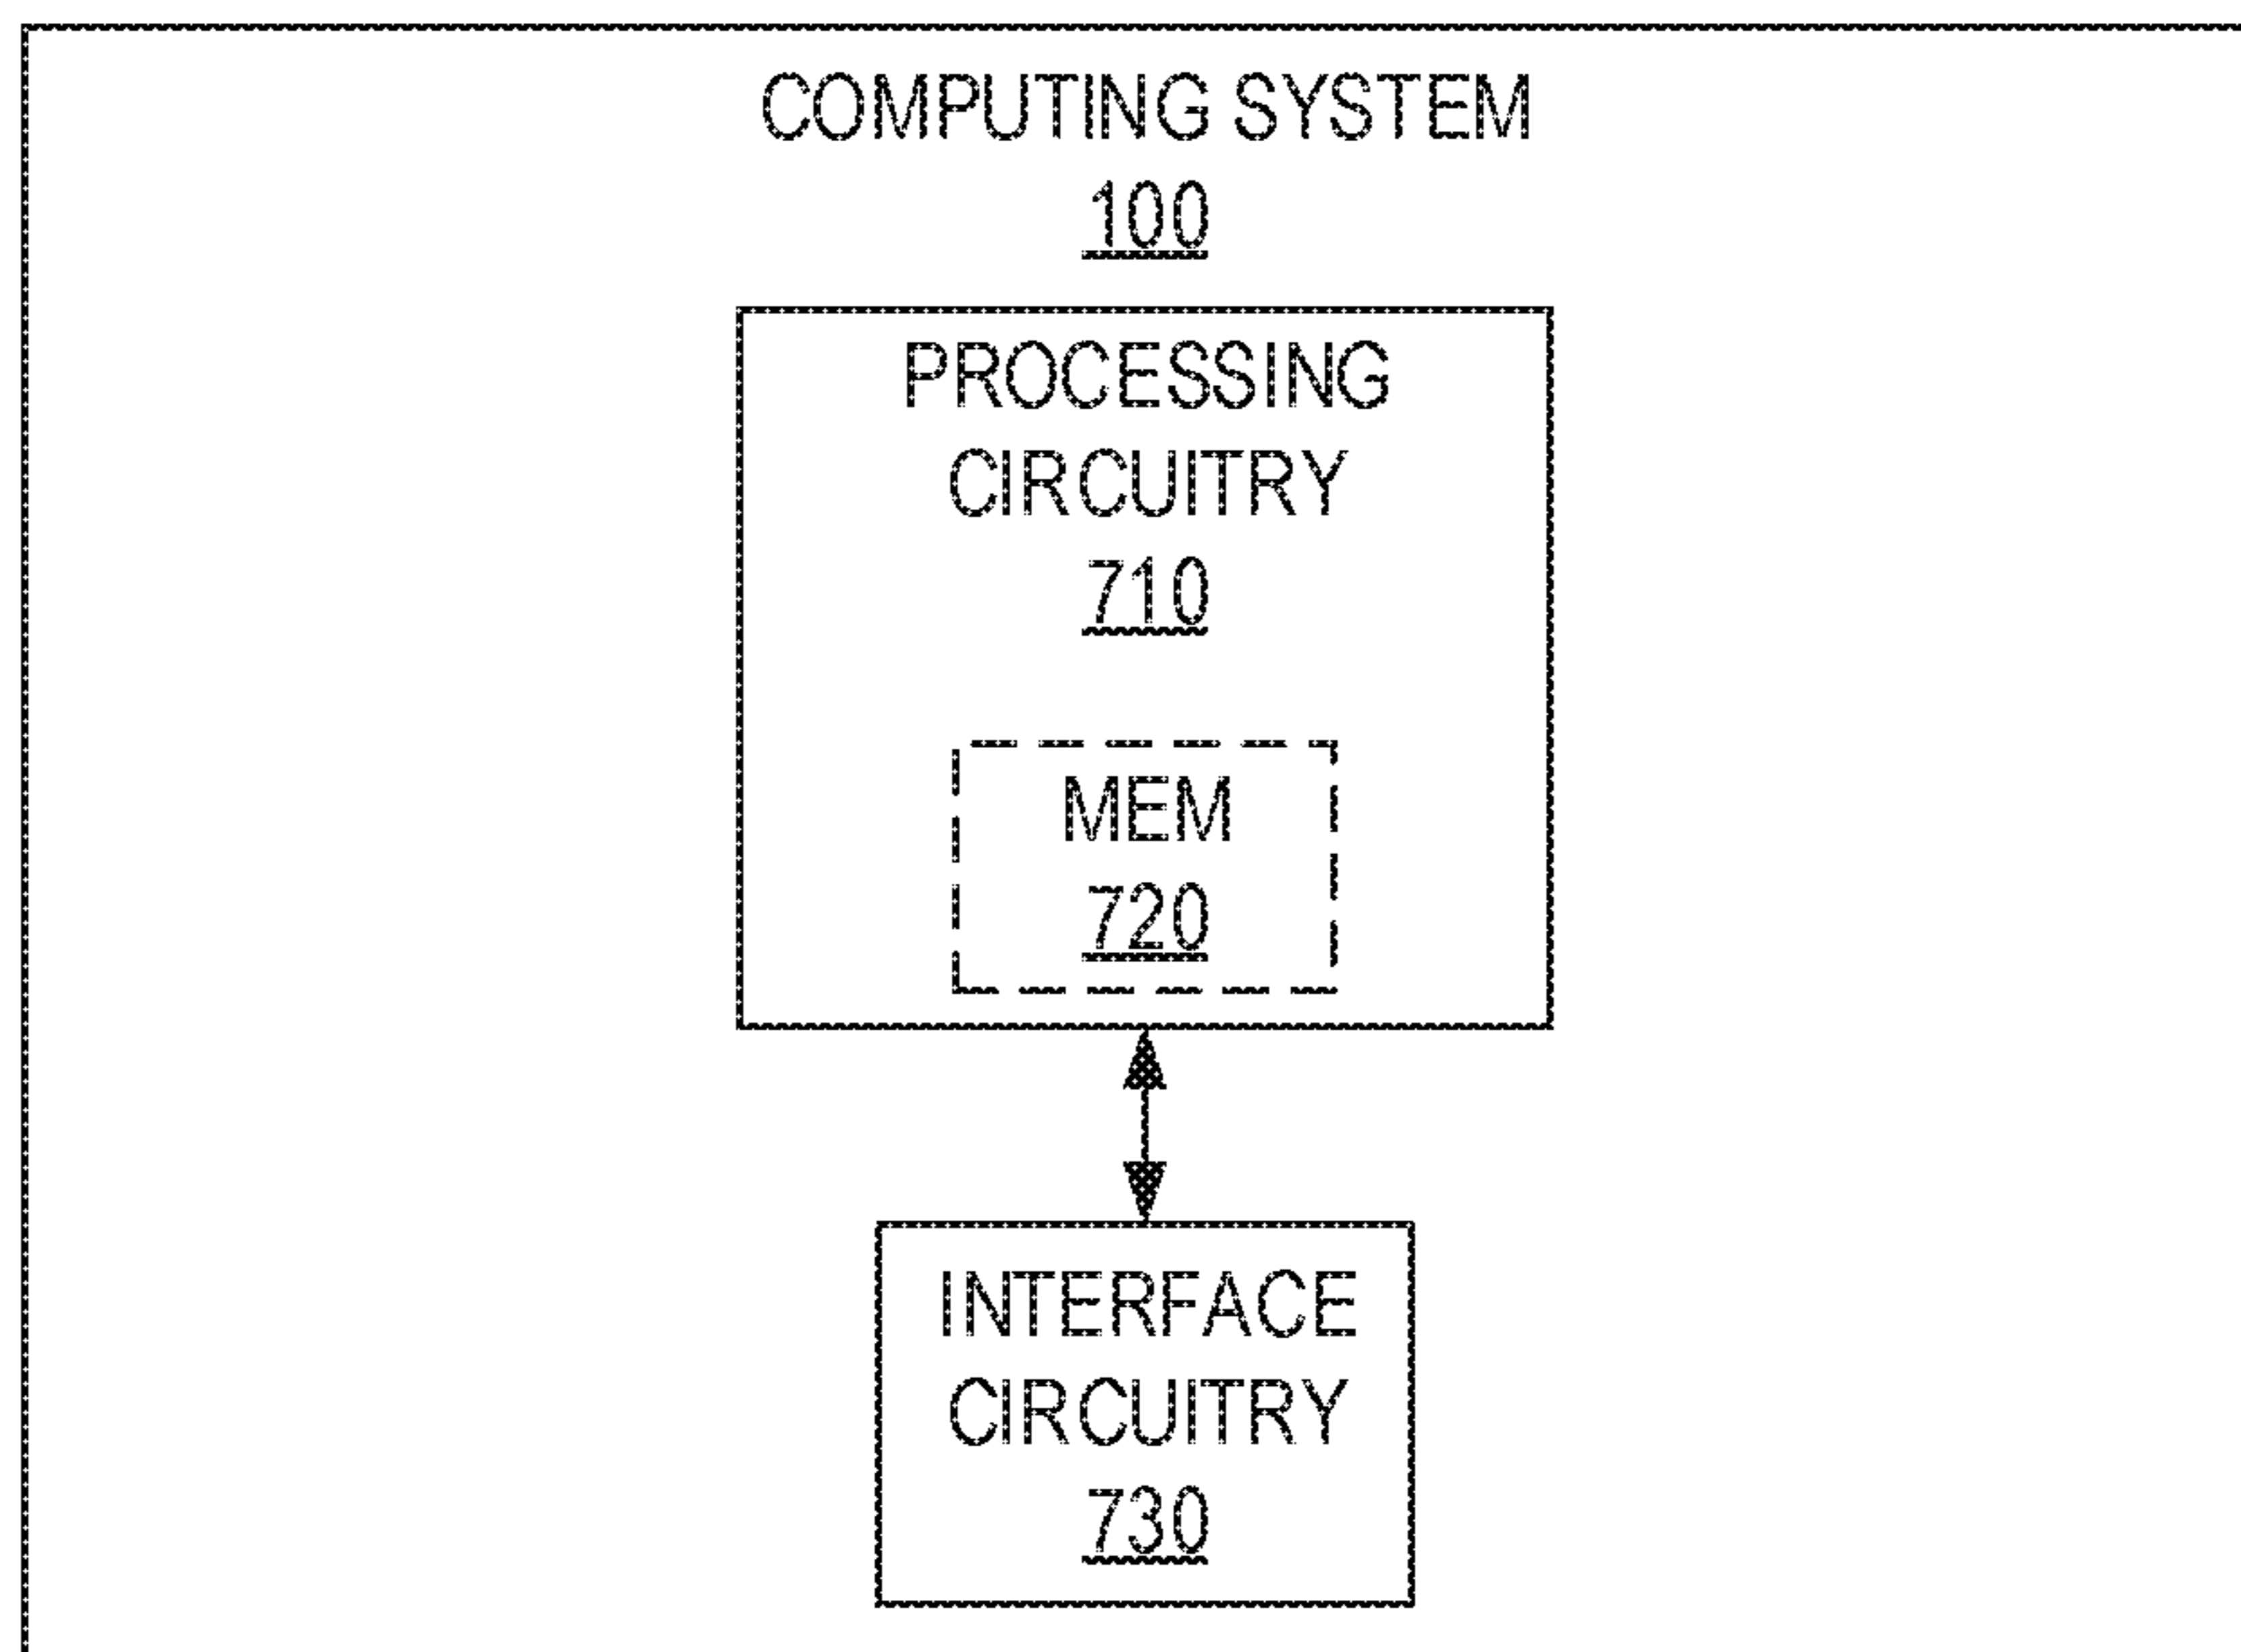 COMPUTING SYSTEM
100
PROCESSING
CIRCUITRY
710
MEM
720
INTERFACE
CIRCUITRY
730